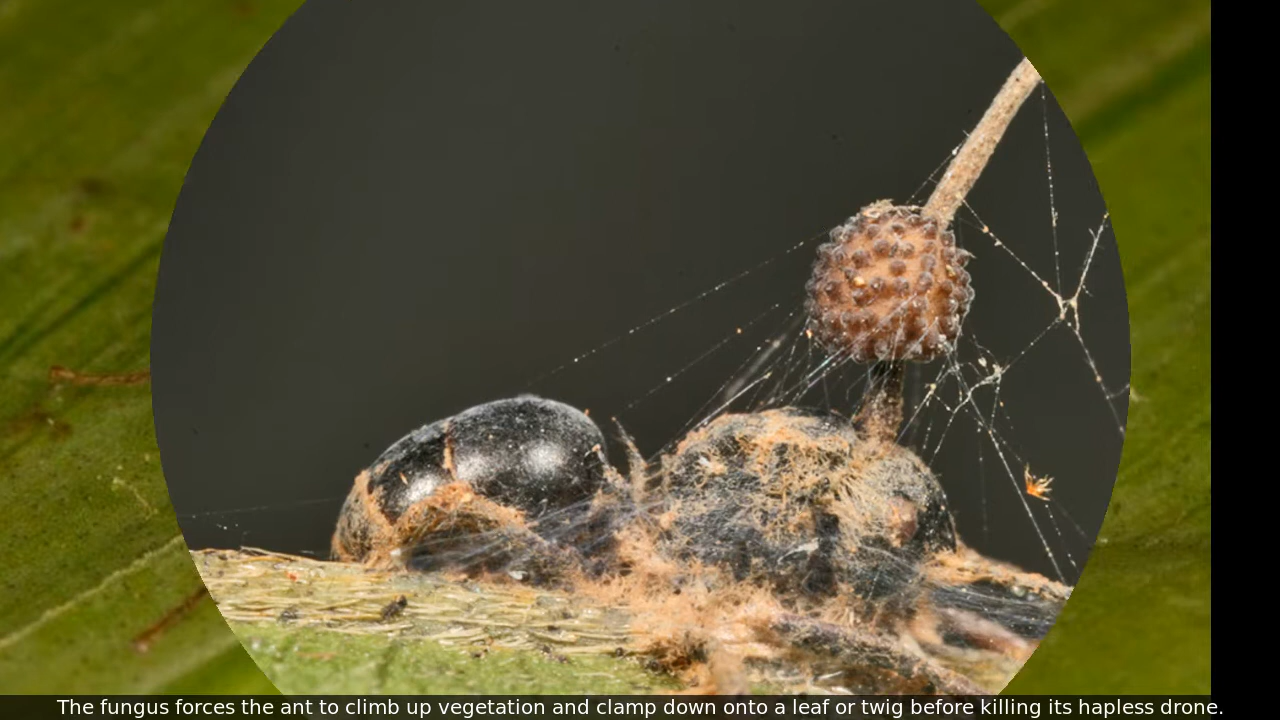 The fungus forces the ant to climb up vegetation and clamp down onto a leaf or twig before killing its hapless drone.